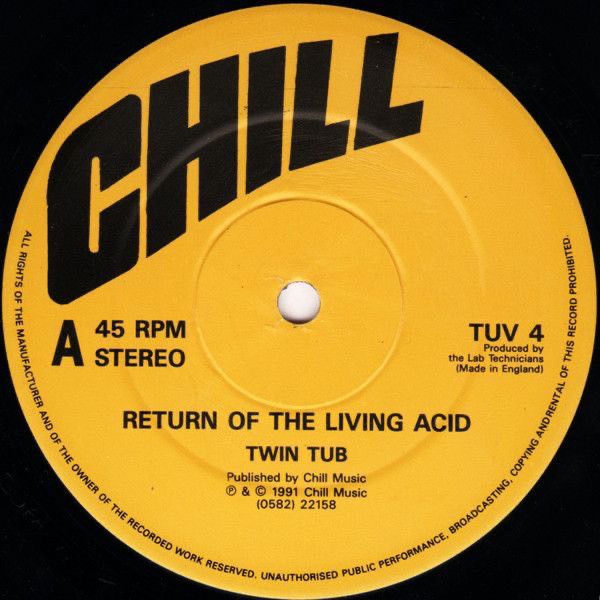 CHILL
A
45 RPM
STEREO
TUV 4
Produced by
the Lab Technicians
(Made in England)
RETURN OF THE LIVING ACID
TWIN TUB
Published by Chill Music
℗ & © 1991 Chill Music
(0582) 22158
ALL RIGHTS OF THE MANUFACTURER AND OF THE OWNER OF THE RECORDED WORK RESERVED. UNAUTHORISED PUBLIC PERFORMANCE, BROADCASTING, COPYING ANDRENTAL OF THIS RECORD PROHIBITED.